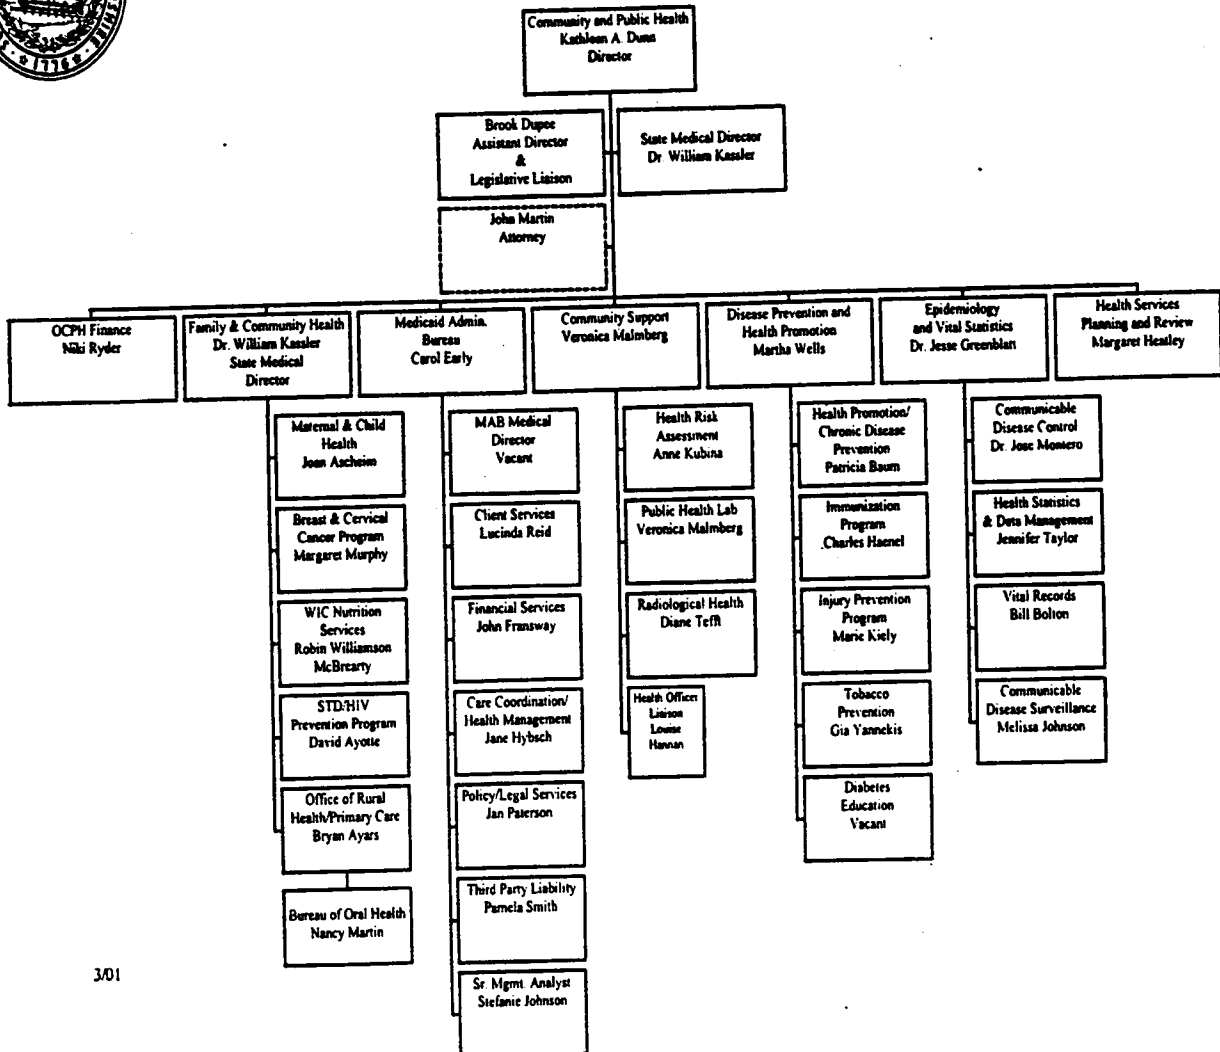 1776
Community and Public Health
Kathleen A. Dunn
Director
Brook Dupee
Assistant Director
&
Legislative Liaison
State Medical Director
Dr. William Kassler
John Martin
Attorney
OCPH Finance
Niki Ryder
Family & Community Health
Dr. William Kassler
State Medical
Director
Medicaid Admin.
Bureau
Carol Early
Community Support
Veronica Malmberg
Disease Prevention and
Health Promotion
Martha Wells
Epidemiology
and Vital Statistics
Dr. Jesse Greenblatt
Health Services
Planning and Review
Margaret Heatley
Maternal & Child
Health
Joan Ascheim
Breast & Cervical
Cancer Program
Margaret Murphy
WIC Nutrition
Services
Robin Williamson
McBrearty
STD/HIV
Prevention Program
David Ayotte
Office of Rural
Health/Primary Care
Bryan Ayars
Bureau of Oral Health
Nancy Martin
MAB Medical
Director
Vacant
Client Services
Lucinda Reid
Financial Services
John Fransway
Care Coordination/
Health Management
Jane Hybsch
Policy/Legal Services
Jan Paterson
Third Party Liability
Pamela Smith
Sr. Mgmt. Analyst
Stefanie Johnson
Health Risk
Assessment
Anne Kubina
Public Health Lab
Veronica Malmberg
Radiological Health
Diane Tefft
Health Officer
Liaison
Louise
Hannan
Health Promotion/
Chronic Disease
Prevention
Patricia Baum
Immunization
Program
Charles Haenel
Injury Prevention
Program
Marie Kiely
Tobacco
Prevention
Gia Yannekis
Diabetes
Education
Vacant
Communicable
Disease Control
Dr. Jose Montero
Health Statistics
& Data Management
Jennifer Taylor
Vital Records
Bill Bolton
Communicable
Disease Surveillance
Melissa Johnson
3/01